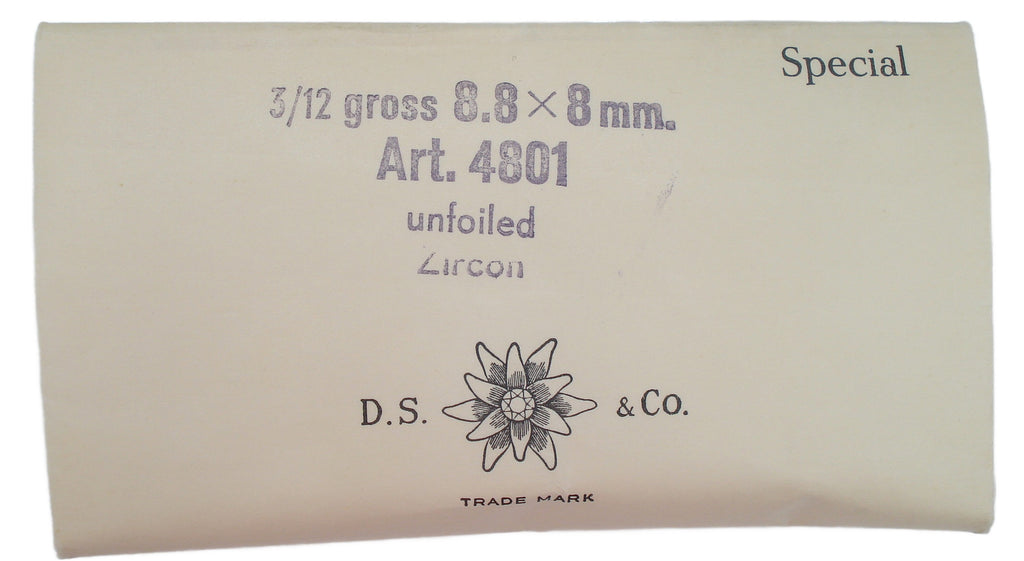 Special
3/12 gross 8.8 × 8 mm.
Art. 4801
unfoiled
Zircon
D.S. & Co.
TRADE MARK